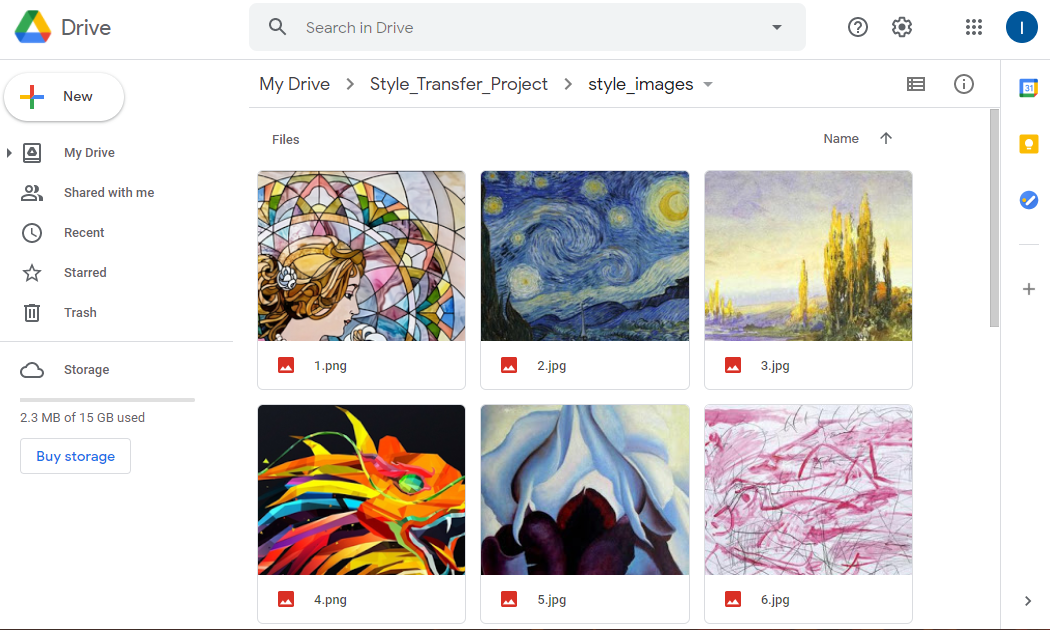 Drive
Search in Drive
I
New
My Drive
Shared with me
Recent
Starred
Trash
Storage
2.3 MB of 15 GB used
Buy storage
My Drive > Style_Transfer_Project > style_images
Files
Name
1.png
2.jpg
3.jpg
4.png
5.jpg
6.jpg
31